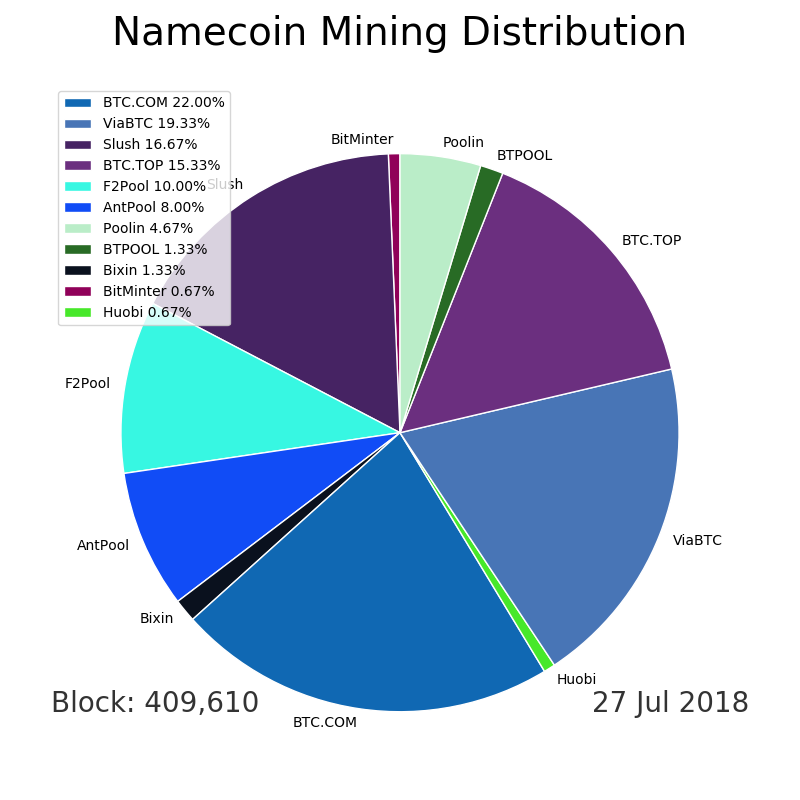 Namecoin Mining Distribution
BTC.COM 22.00%
ViaBTC 19.33%
Slush 16.67%
BTC.TOP 15.33%
F2Pool 10.00%
AntPool 8.00%
Poolin 4.67%
BTPOOL 1.33%
Bixin 1.33%
BitMinter 0.67%
Huobi 0.67%
BitMinter
Poolin
BTPOOL
Slush
BTC.TOP
F2Pool
ViaBTC
AntPool
Bixin
Huobi
BTC.COM
Block: 409,610
27 Jul 2018